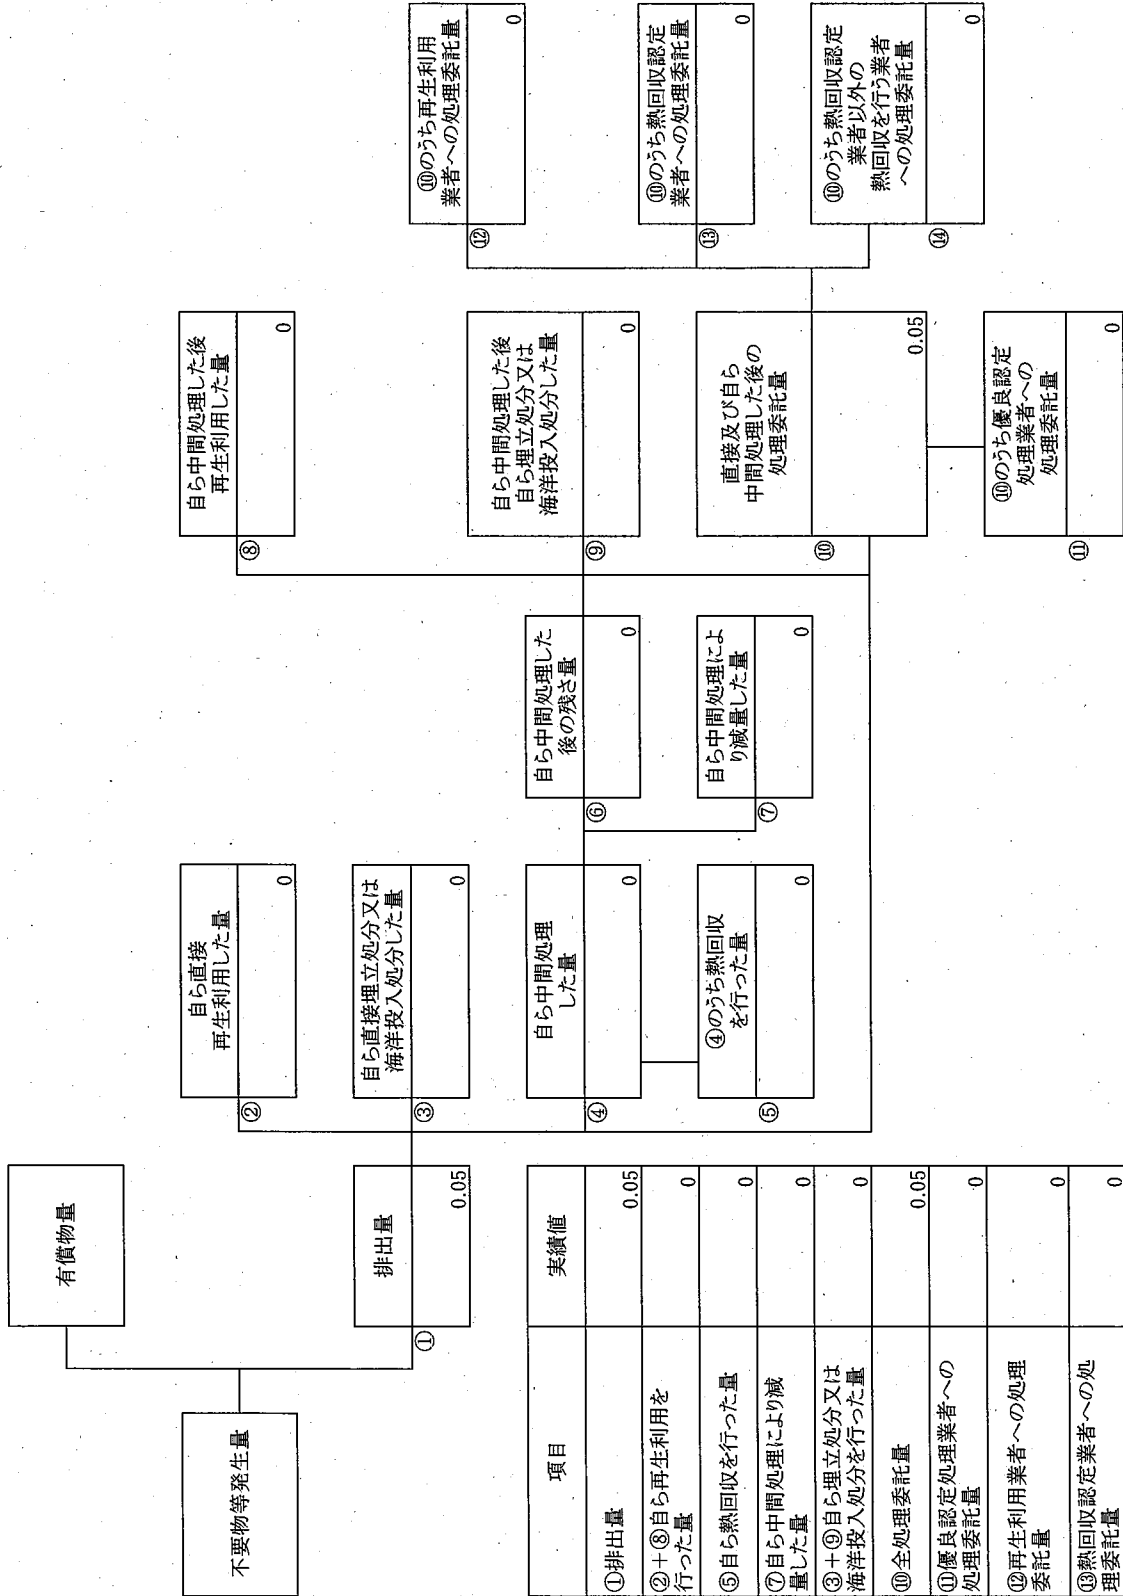 不要物等発生量
有償物量
排出量
①
0.05
自ら直接
再生利用した量
②
0
自ら直接埋立処分又は
海洋投入処分した量
③
0
自ら中間処理
した量
④
0
④のうち熱回収
を行った量
⑤
0
自ら中間処理した
後の残さ量
⑥
0
自ら中間処理によ
り減量した量
⑦
0
自ら中間処理した後
再生利用した量
⑧
0
自ら中間処理した後
自ら埋立処分又は
海洋投入処分した量
⑨
0
直接及び自ら
中間処理した後の
処理委託量
⑩
0.05
⑩のうち優良認定
処理業者への
処理委託量
⑪
0
⑩のうち再生利用
業者への処理委託量
⑫
0
⑩のうち熱回収認定
業者への処理委託量
⑬
0
⑩のうち熱回収認定
業者以外の
熱回収を行う業者
への処理委託量
⑭
0
項目 実績値
①排出量 0.05
②+⑧自ら再生利用を
行った量 0
⑤自ら熱回収を行った量 0
⑦自ら中間処理により減
量した量 0
③+⑨自ら埋立処分又は
海洋投入処分を行った量 0
⑩全処理委託量 0.05
⑪優良認定処理業者への
処理委託量 0
⑫再生利用業者への処理
委託量 0
⑬熱回収認定業者への処
理委託量 0